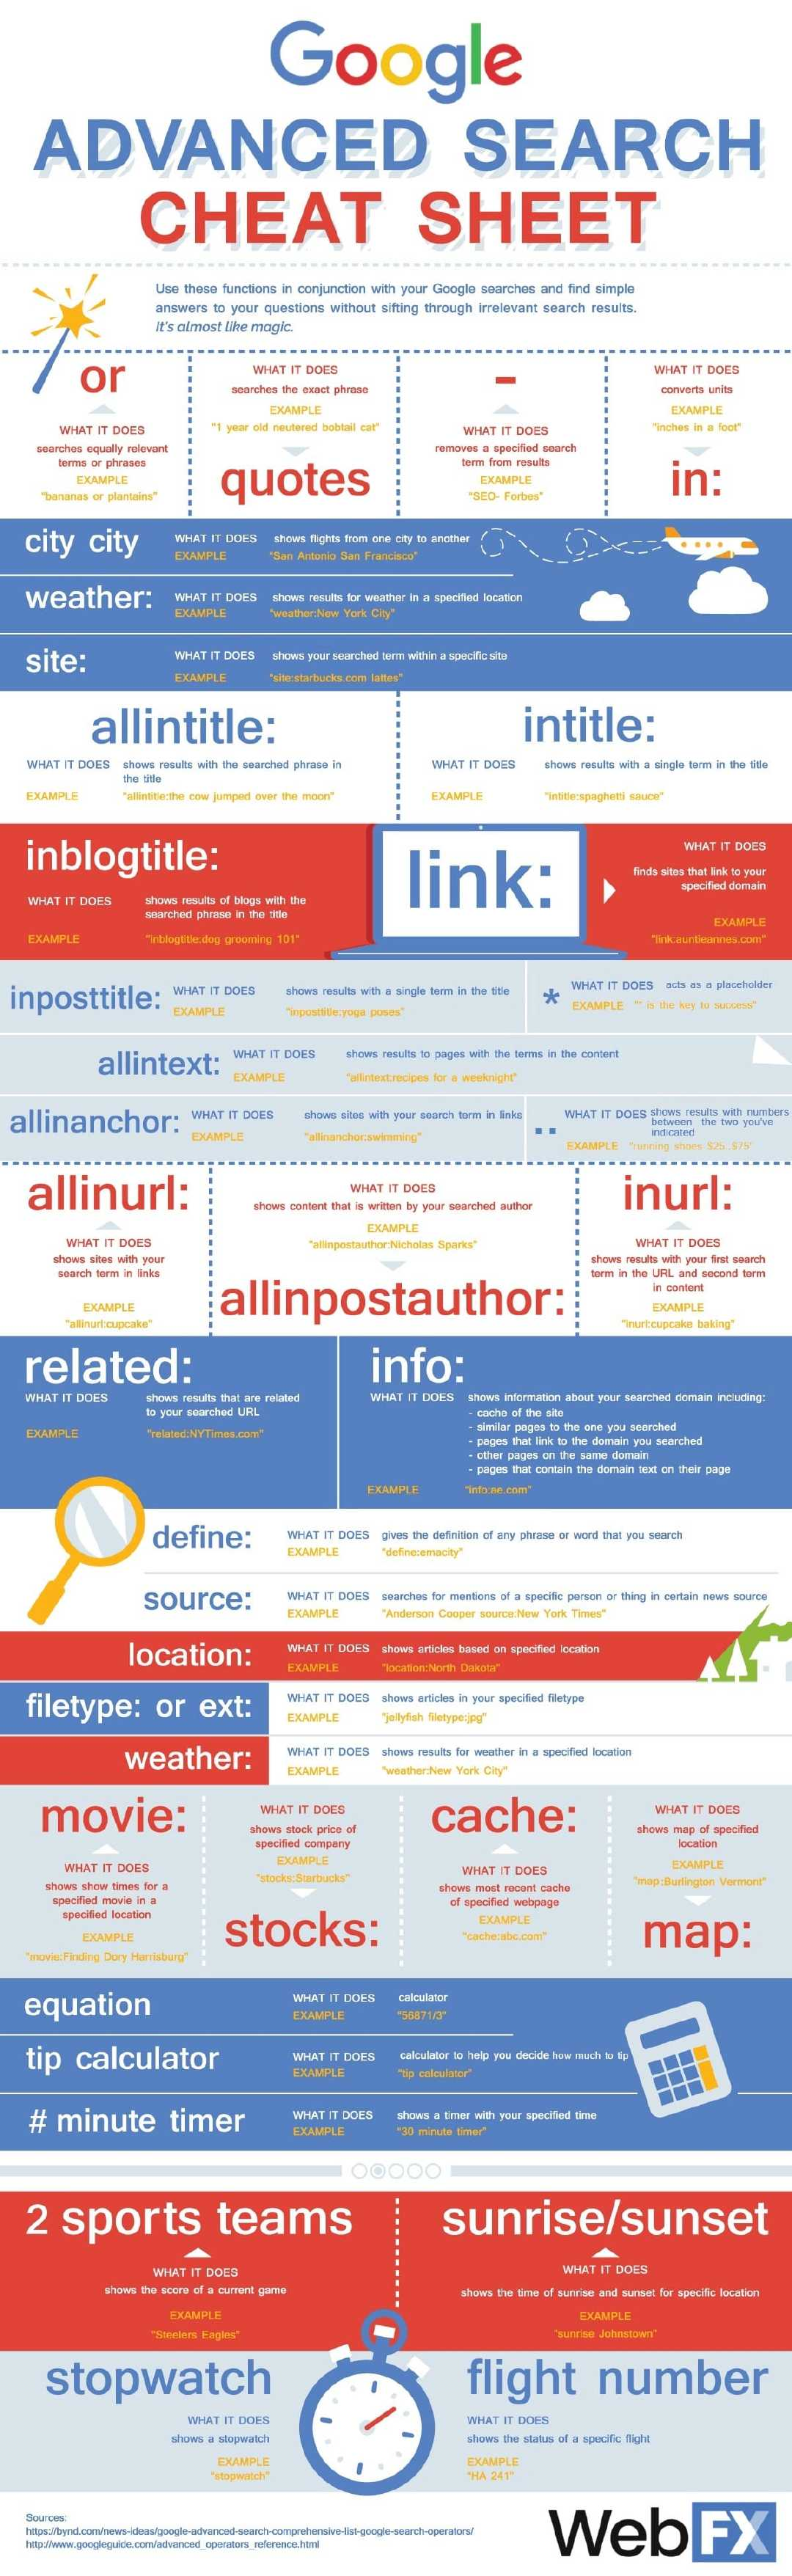 Google
ADVANCED SEARCH
CHEAT SHEET
Use these functions in conjunction with your Google searches and find simple
answers to your questions without sifting through irrelevant search results.
It's almost like magic.
or
WHAT IT DOES
searches equally relevant
terms or phrases
EXAMPLE
"bananas or plantains"
WHAT IT DOES
searches the exact phrase
EXAMPLE
"1 year old neutered bobtail cat"
quotes
-
WHAT IT DOES
removes a specified search
term from results
EXAMPLE
"SEO- Forbes"
WHAT IT DOES
converts units
EXAMPLE
"inches in a foot"
in:
city city
WHAT IT DOES shows flights from one city to another
EXAMPLE "San Antonio San Francisco"
weather:
WHAT IT DOES shows results for weather in a specified location
EXAMPLE "weather:New York City"
site:
WHAT IT DOES shows your searched term within a specific site
EXAMPLE "site:starbucks.com lattes"
allintitle:
WHAT IT DOES shows results with the searched phrase in
the title
EXAMPLE "allintitle:the cow jumped over the moon"
intitle:
WHAT IT DOES shows results with a single term in the title
EXAMPLE "intitle:spaghetti sauce"
inblogtitle:
WHAT IT DOES shows results of blogs with the
searched phrase in the title
EXAMPLE "inblogtitle:dog grooming 101"
link:
WHAT IT DOES
finds sites that link to your
specified domain
EXAMPLE
"link:auntieannes.com"
inposttitle:
WHAT IT DOES shows results with a single term in the title
EXAMPLE "inposttitle:yoga poses"
*
WHAT IT DOES acts as a placeholder
EXAMPLE "* is the key to success"
allintext:
WHAT IT DOES shows results to pages with the terms in the content
EXAMPLE "allintext:recipes for a weeknight"
allinanchor:
WHAT IT DOES shows sites with your search term in links
EXAMPLE "allinanchor:swimming"
..
WHAT IT DOES shows results with numbers
between the two you've
indicated
EXAMPLE "running shoes $25..$75"
allinurl:
WHAT IT DOES
shows sites with your
search term in links
EXAMPLE
"allinurl:cupcake"
WHAT IT DOES
shows content that is written by your searched author
EXAMPLE
"allinpostauthor:Nicholas Sparks"
allinpostauthor:
inurl:
WHAT IT DOES
shows results with your first search
term in the URL and second term
in content
EXAMPLE
"inurl:cupcake baking"
related:
WHAT IT DOES shows results that are related
to your searched URL
EXAMPLE "related:NYTimes.com"
info:
WHAT IT DOES shows information about your searched domain including:
- cache of the site
- similar pages to the one you searched
- pages that link to the domain you searched
- other pages on the same domain
- pages that contain the domain text on their page
EXAMPLE "info:ae.com"
define:
WHAT IT DOES gives the definition of any phrase or word that you search
EXAMPLE "define:emacity"
source:
WHAT IT DOES searches for mentions of a specific person or thing in certain news source
EXAMPLE "Anderson Cooper source:New York Times"
location:
WHAT IT DOES shows articles based on specified location
EXAMPLE "location:North Dakota"
filetype: or ext:
WHAT IT DOES shows articles in your specified filetype
EXAMPLE "jellyfish filetype:jpg"
weather:
WHAT IT DOES shows results for weather in a specified location
EXAMPLE "weather:New York City"
movie:
WHAT IT DOES
shows show times for a
specified movie in a
specified location
EXAMPLE
"movie:Finding Dory Harrisburg"
WHAT IT DOES
shows stock price of
specified company
EXAMPLE
"stocks:Starbucks"
stocks:
cache:
WHAT IT DOES
shows most recent cache
of specified webpage
EXAMPLE
"cache:abc.com"
WHAT IT DOES
shows map of specified
location
EXAMPLE
"map:Burlington Vermont"
map:
equation
WHAT IT DOES calculator
EXAMPLE "56871/3"
tip calculator
WHAT IT DOES calculator to help you decide how much to tip
EXAMPLE "tip calculator"
# minute timer
WHAT IT DOES shows a timer with your specified time
EXAMPLE "30 minute timer"
2 sports teams
WHAT IT DOES
shows the score of a current game
EXAMPLE
"Steelers Eagles"
sunrise/sunset
WHAT IT DOES
shows the time of sunrise and sunset for specific location
EXAMPLE
"sunrise Johnstown"
stopwatch
WHAT IT DOES
shows a stopwatch
EXAMPLE
"stopwatch"
flight number
WHAT IT DOES
shows the status of a specific flight
EXAMPLE
"HA 241"
Sources:
https://bynd.com/news-ideas/google-advanced-search-comprehensive-list-google-search-operators/
http://www.googleguide.com/advanced_operators_reference.html
WebFX